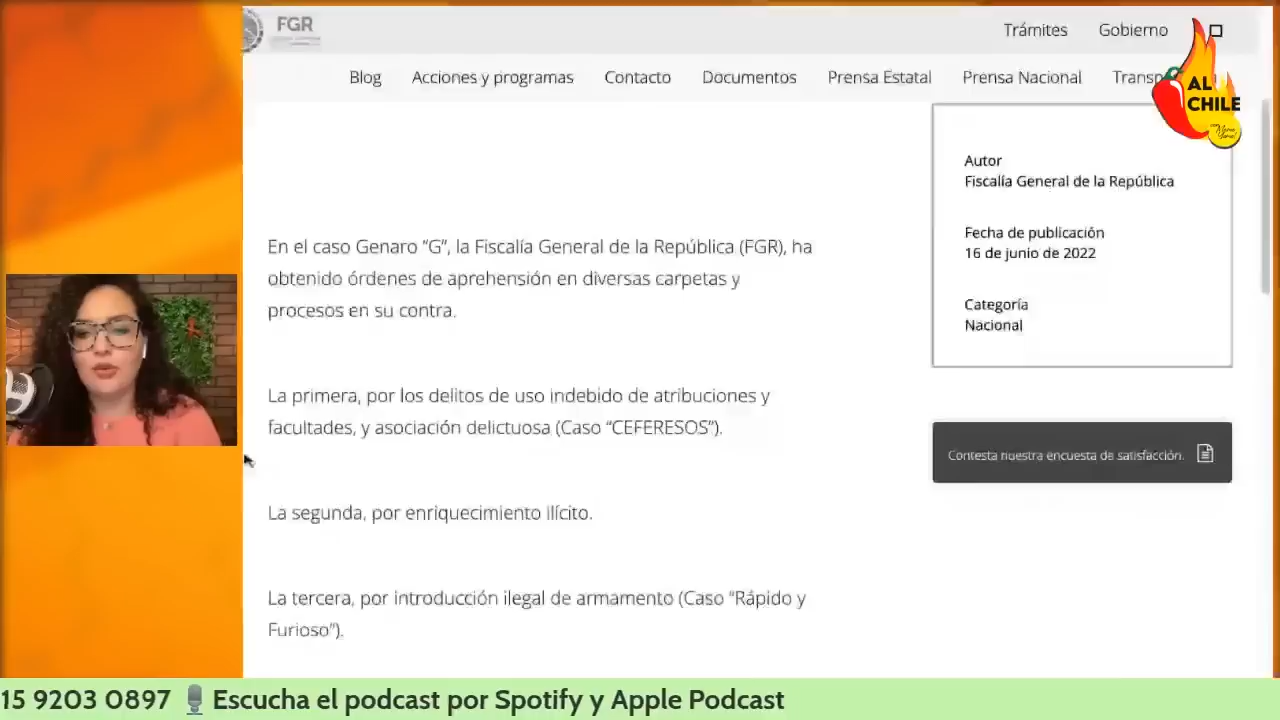 FGR
Trámites
Gobierno
Blog
Acciones y programas
Contacto
Documentos
Prensa Estatal
Prensa Nacional
AL
CHILE
En el caso Genaro “G”, la Fiscalía General de la República (FGR), ha
obtenido órdenes de aprehensión en diversas carpetas y
procesos en su contra.
La primera, por los delitos de uso indebido de atribuciones y
facultades, y asociación delictuosa (Caso “CEFERESOS”).
La segunda, por enriquecimiento ilícito.
La tercera, por introducción ilegal de armamento (Caso “Rápido y
Furioso”).
Autor
Fiscalía General de la República
Fecha de publicación
16 de junio de 2022
Categoría
Nacional
Contesta nuestra encuesta de satisfacción.
15 9203 0897 Escucha el podcast por Spotify y Apple Podcast